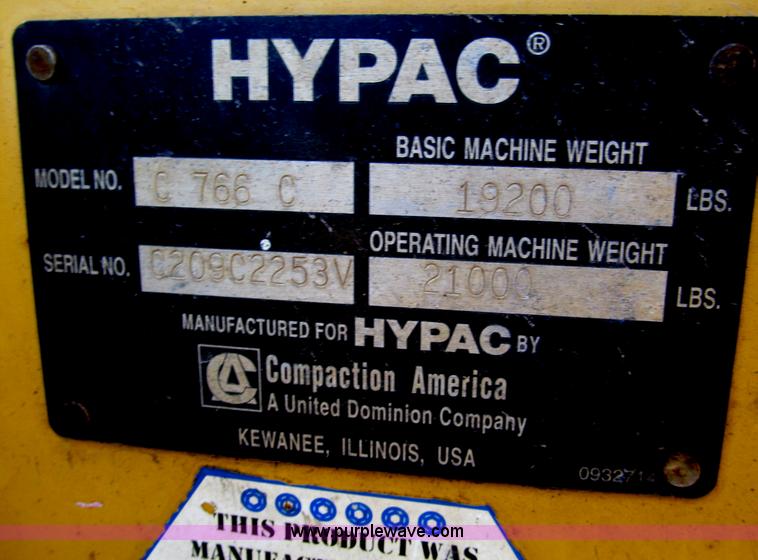 HYPAC®
BASIC MACHINE WEIGHT
MODEL NO. C 766 C 19200 LBS.
OPERATING MACHINE WEIGHT
SERIAL NO. C209C2253V 21000 LBS.
MANUFACTURED FOR HYPAC BY
CA Compaction America
A United Dominion Company
KEWANEE, ILLINOIS, USA
THIS PRODUCT WAS
www.purplewave.com